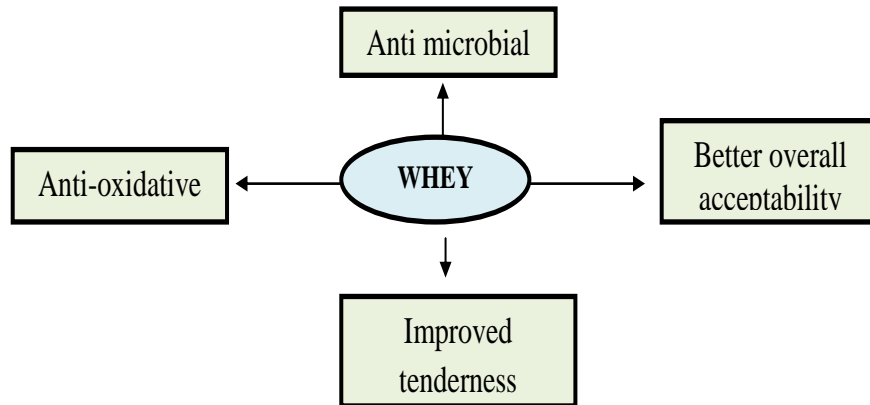 Anti microbial
Anti-oxidative
WHEY
Better overall
acceptability
Improved
tenderness